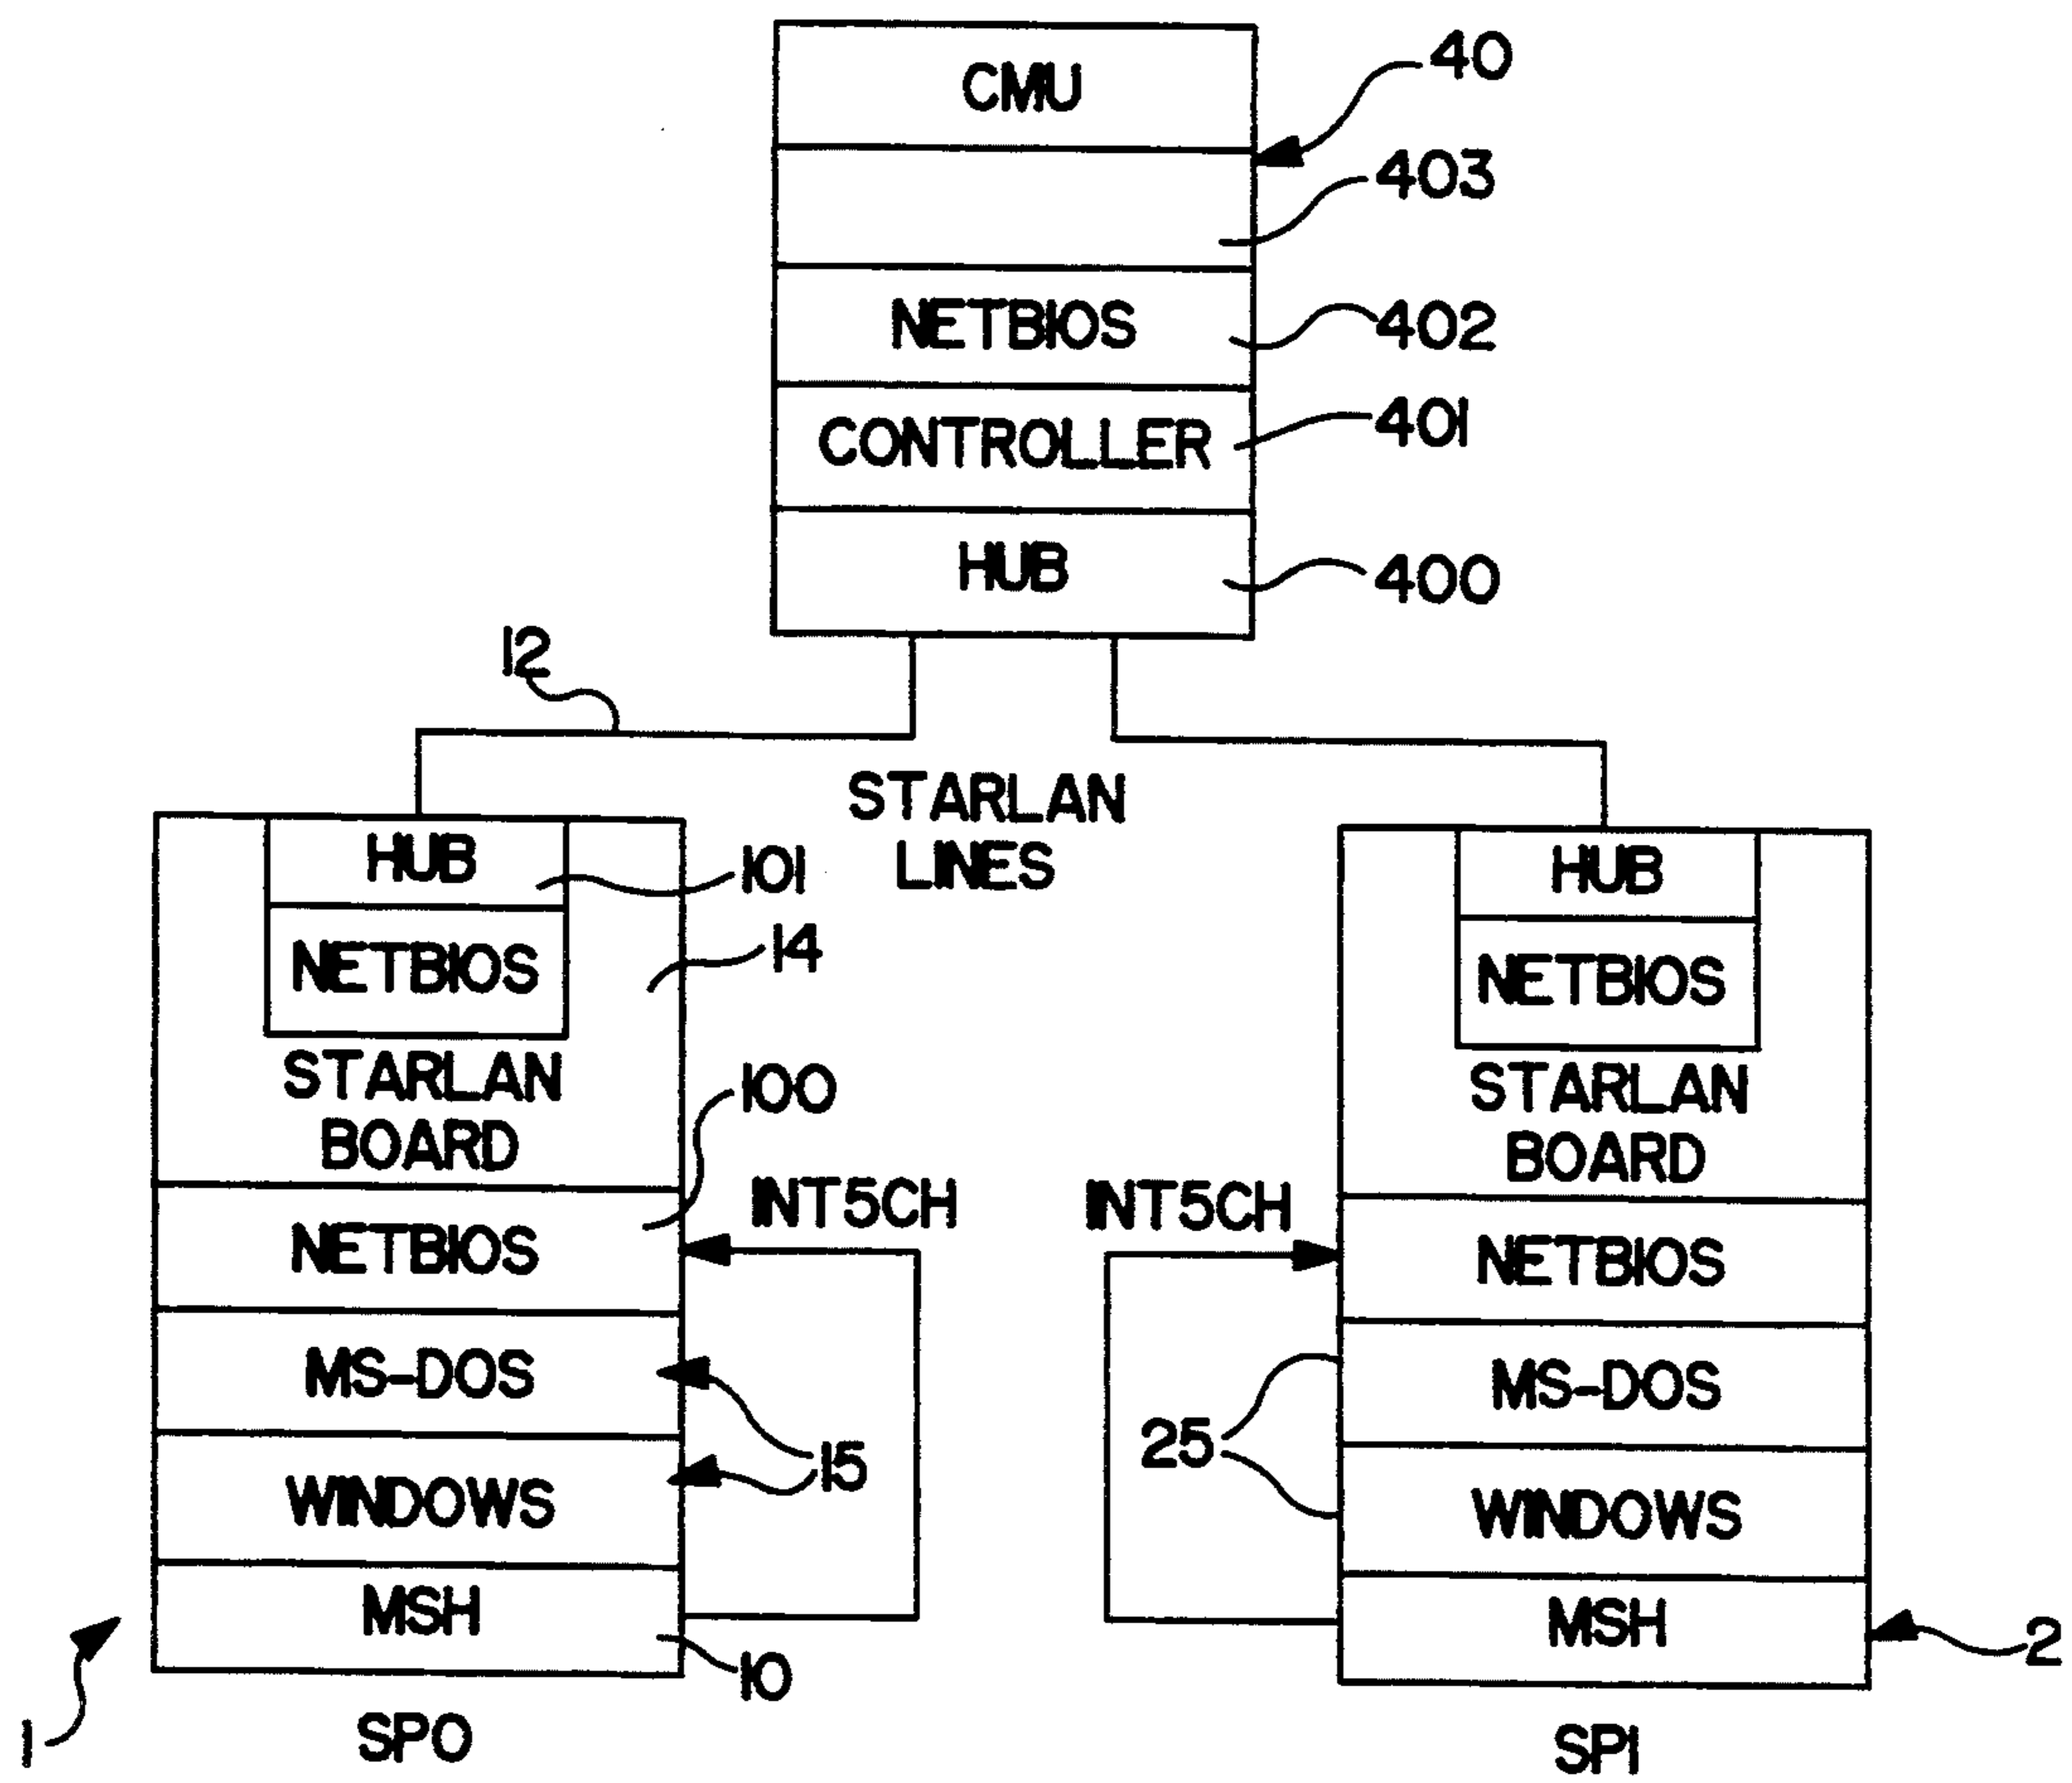 CMU
40
403
NETBIOS
402
CONTROLLER
401
HUB
400
12
STARLAN
LINES
HUB
101
NETBIOS
14
STARLAN
BOARD
100
INT5CH
NETBIOS
MS-DOS
15
WINDOWS
MSH
10
1
SPO
HUB
NETBIOS
STARLAN
BOARD
INT5CH
NETBIOS
MS-DOS
25
WINDOWS
MSH
2
SPI